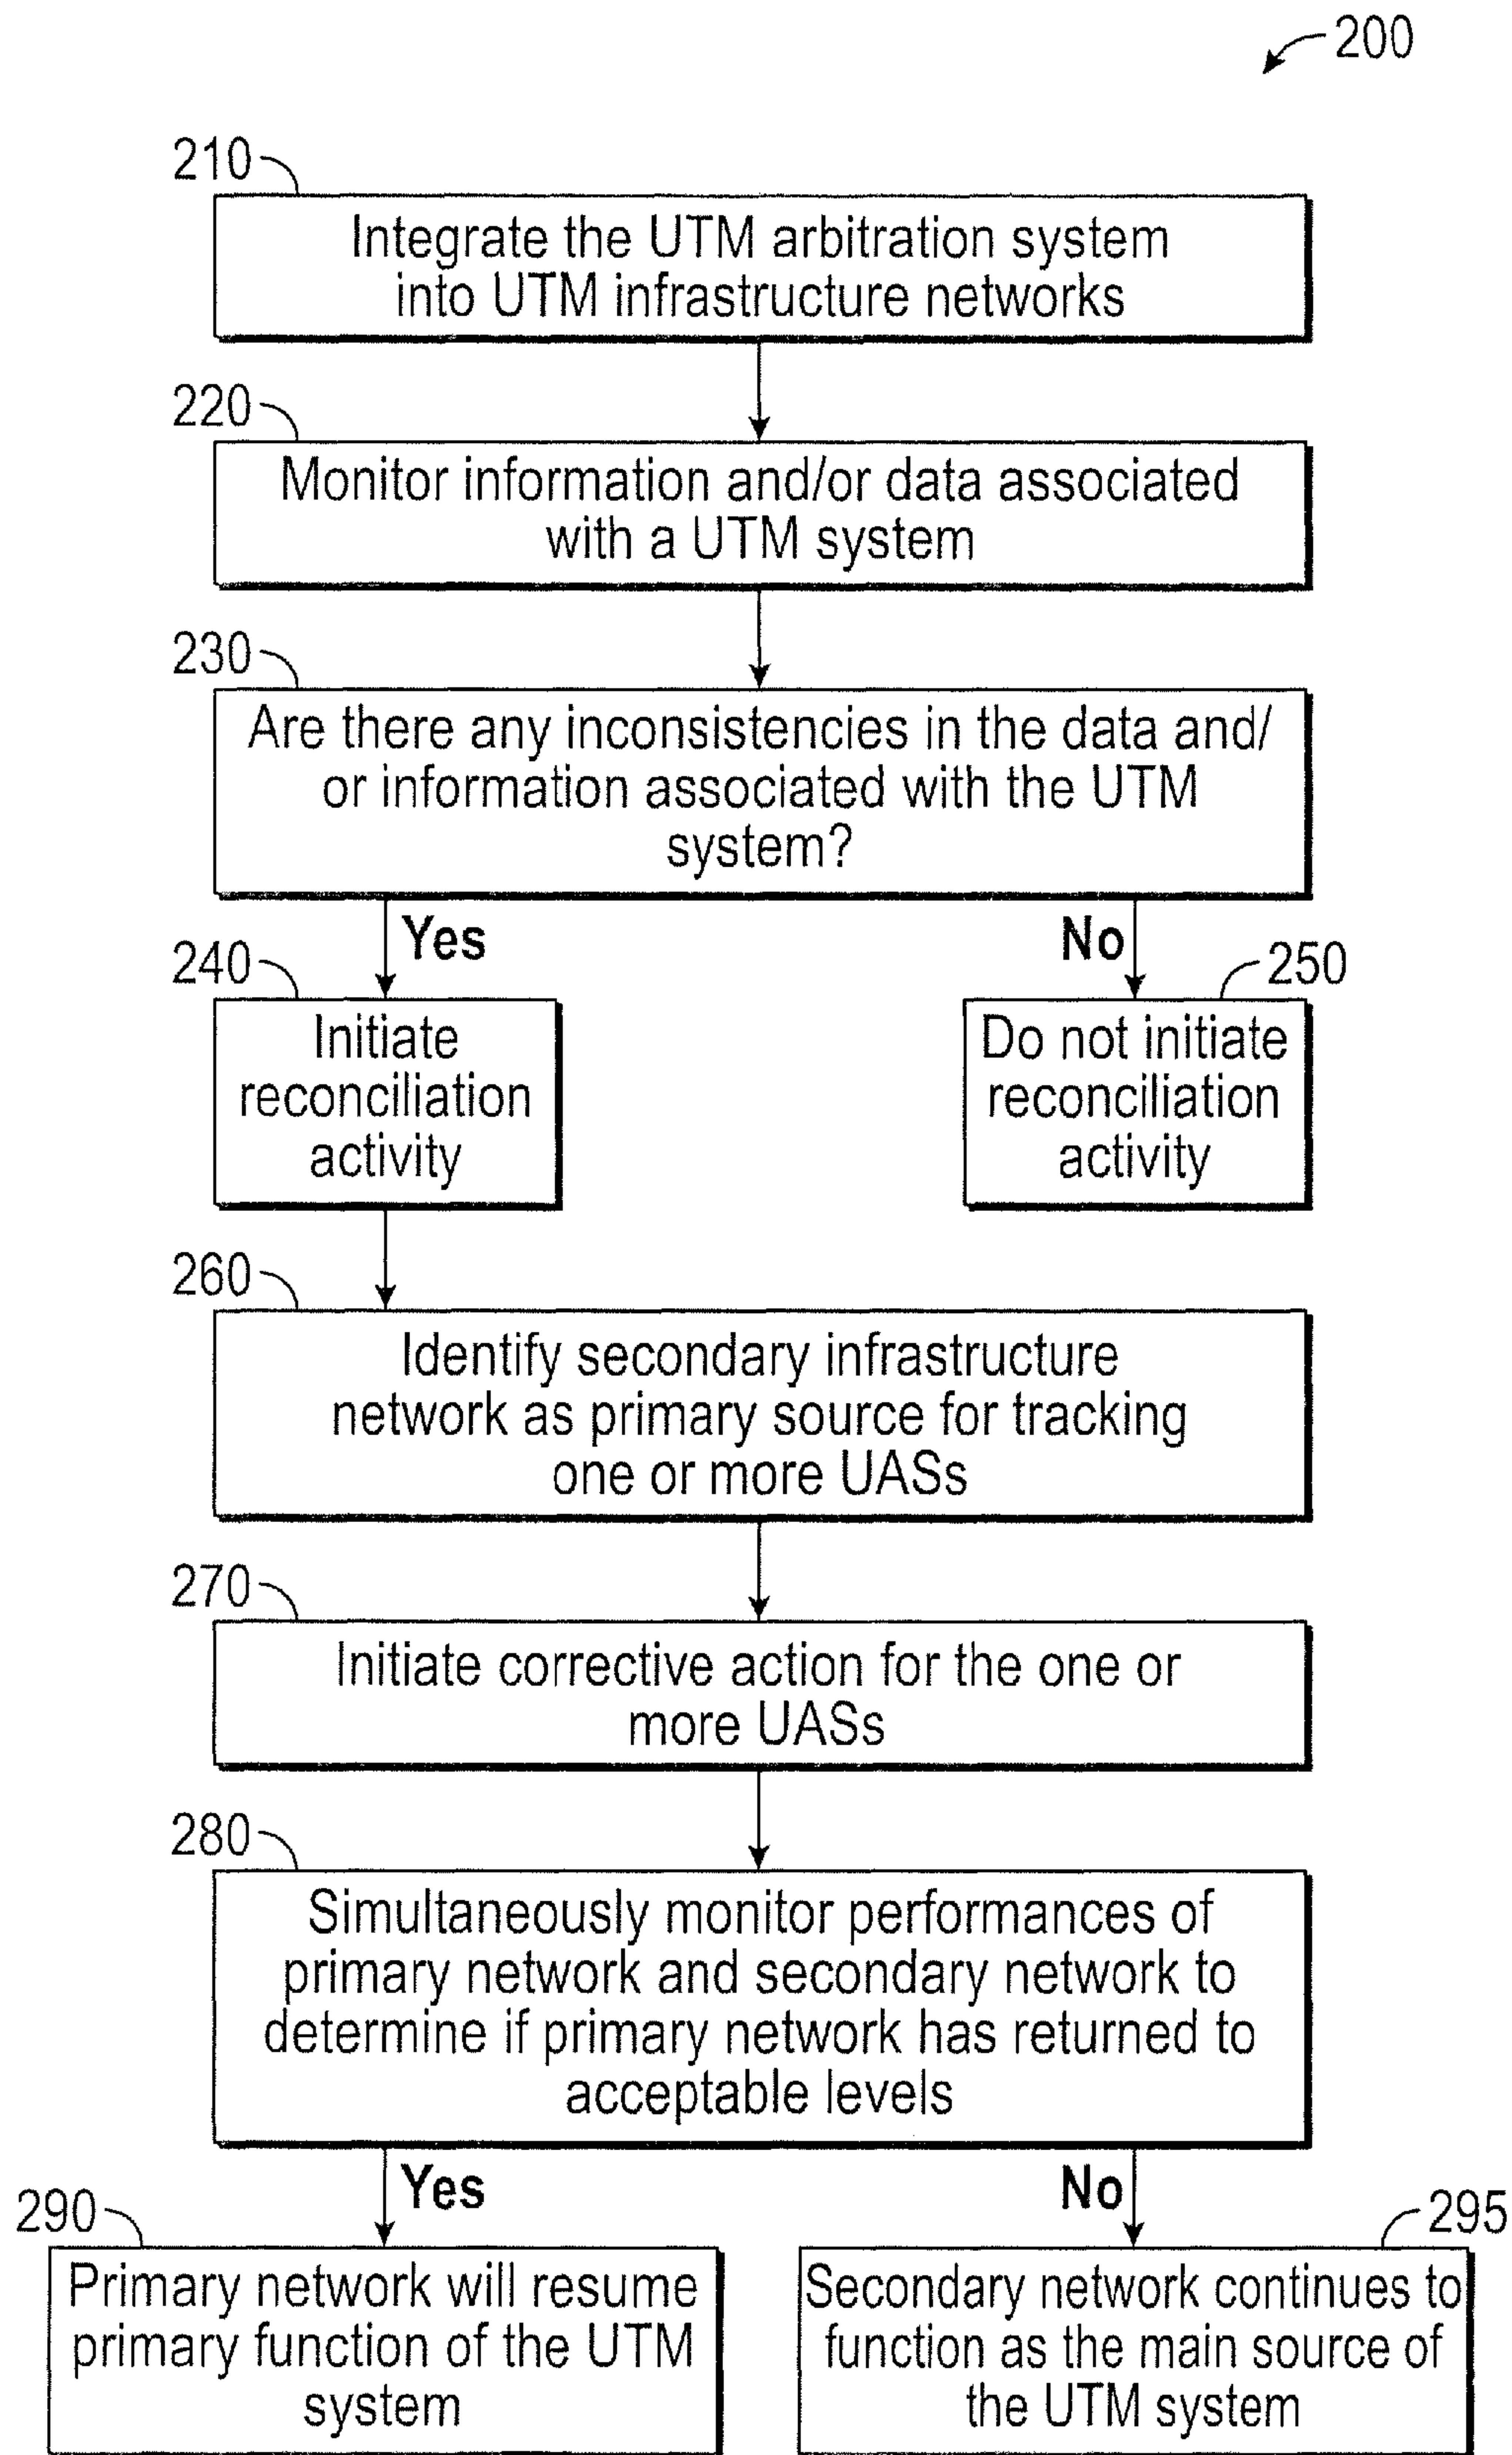 200
210
Integrate the UTM arbitration system
into UTM infrastructure networks
220
Monitor information and/or data associated
with a UTM system
230
Are there any inconsistencies in the data and/
or information associated with the UTM
system?
Yes
No
240
Initiate
reconciliation
activity
250
Do not initiate
reconciliation
activity
260
Identify secondary infrastructure
network as primary source for tracking
one or more UASs
270
Initiate corrective action for the one or
more UASs
280
Simultaneously monitor performances of
primary network and secondary network to
determine if primary network has returned to
acceptable levels
Yes
No
290
Primary network will resume
primary function of the UTM
system
295
Secondary network continues to
function as the main source of
the UTM system